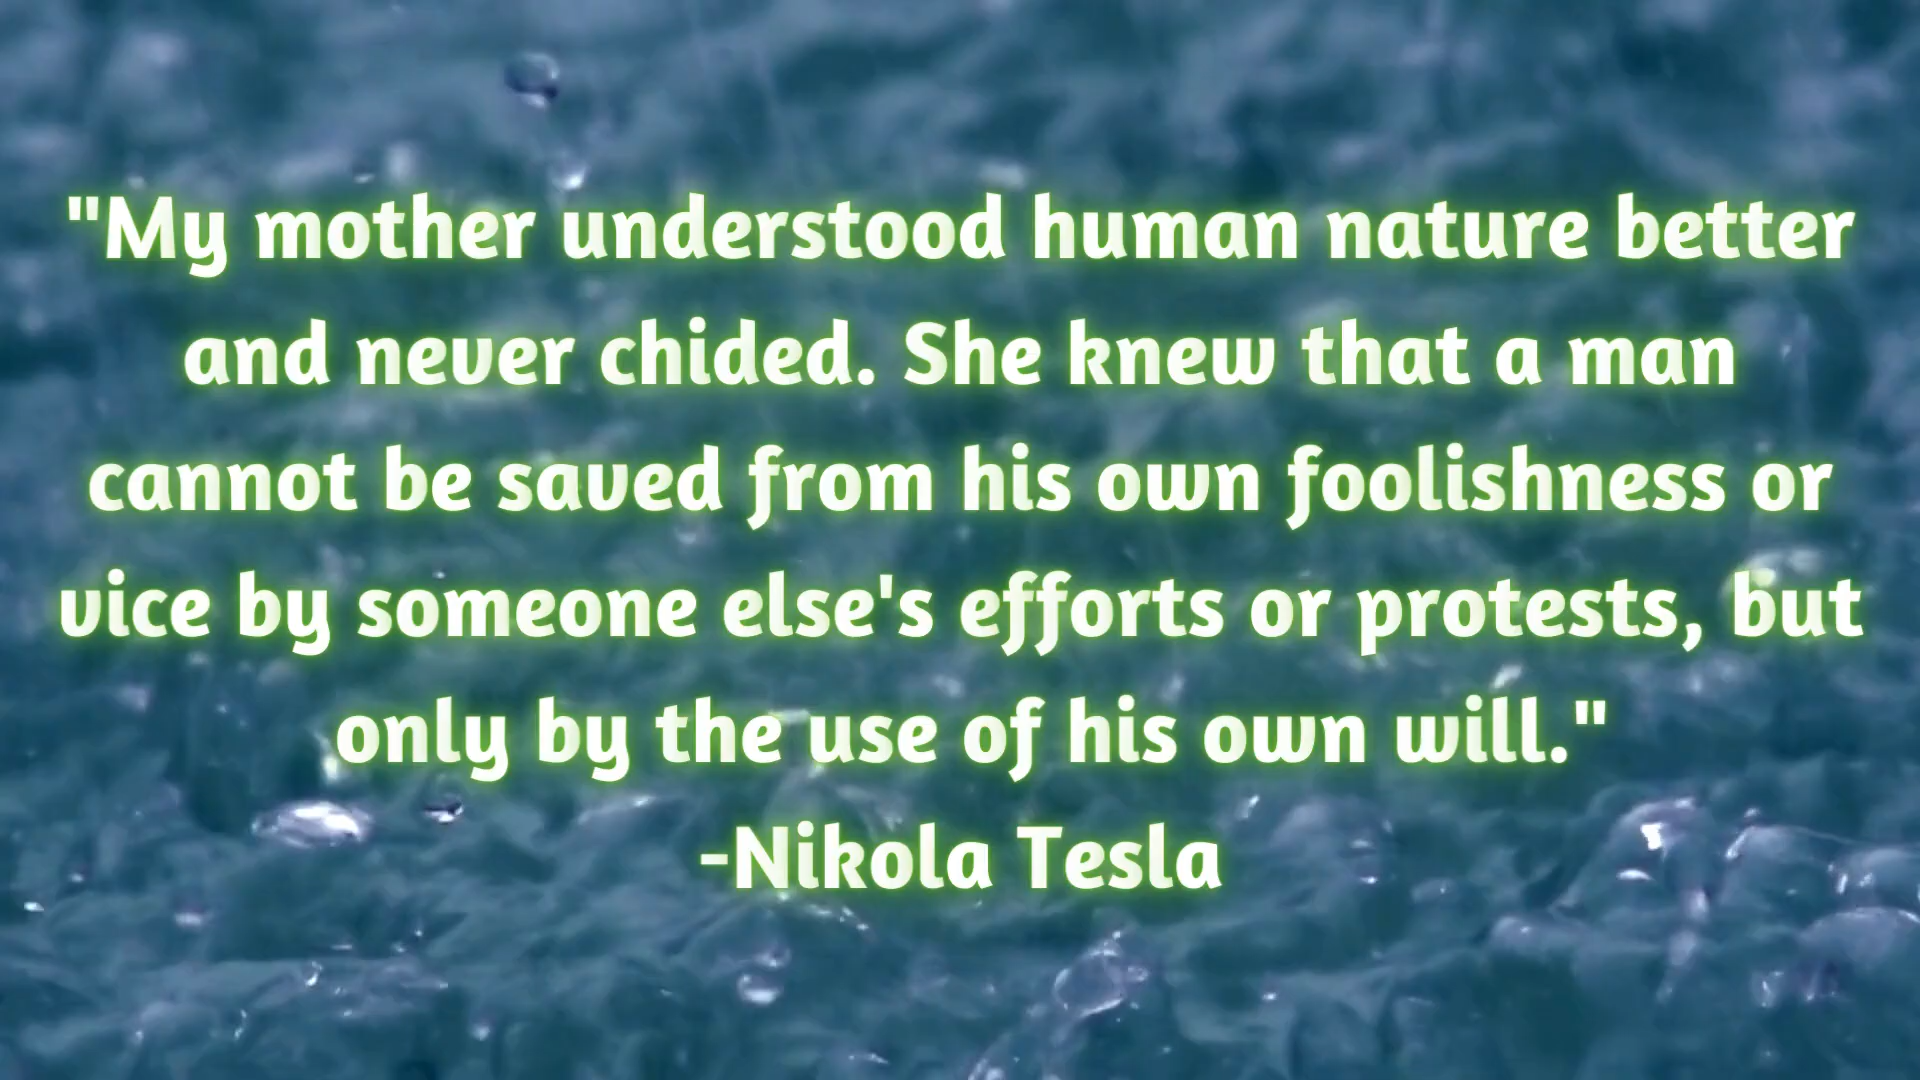 "My mother understood human nature better
and never chided. She knew that a man
cannot be saved from his own foolishness or
vice by someone else's efforts or protests, but
only by the use of his own will."
-Nikola Tesla